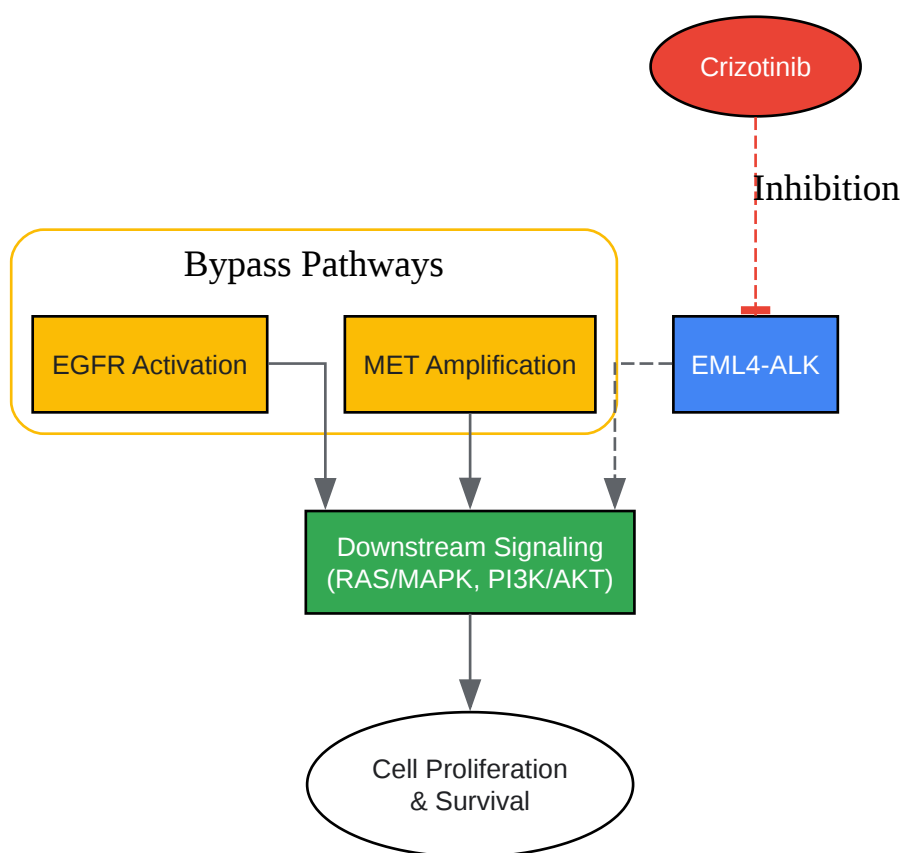 Crizotinib
Inhibition
Bypass Pathways
EGFR Activation
MET Amplification
EML4-ALK
Downstream Signaling
(RAS/MAPK, PI3K/AKT)
Cell Proliferation
& Survival